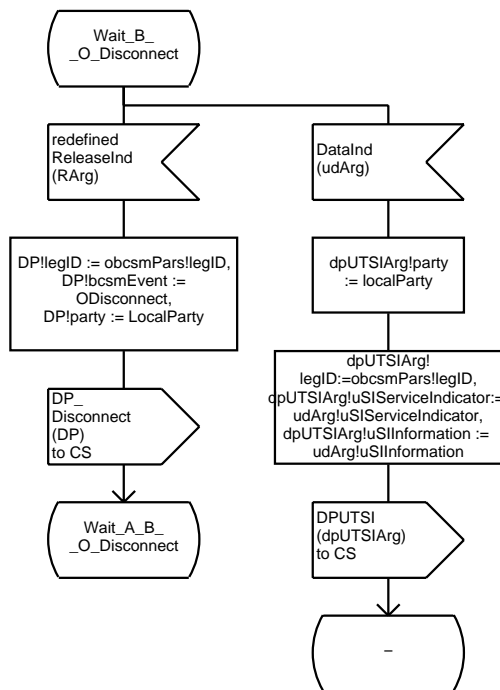 Wait_B_
_O_Disconnect
redefined
ReleaseInd
(RArg)
DP!legID := obcsmPars!legID,
DP!bcsmEvent :=
ODisconnect,
DP!party := LocalParty
DP_
Disconnect
(DP)
to CS
Wait_A_B_
_O_Disconnect
DataInd
(udArg)
dpUTSIArg!party
:= localParty
dpUTSIArg!
legID:=obcsmPars!legID,
dpUTSIArg!uSIServiceIndicator:=
udArg!uSIServiceIndicator,
dpUTSIArg!uSIInformation :=
udArg!uSIInformation
DPUTSI
(dpUTSIArg)
to CS
–